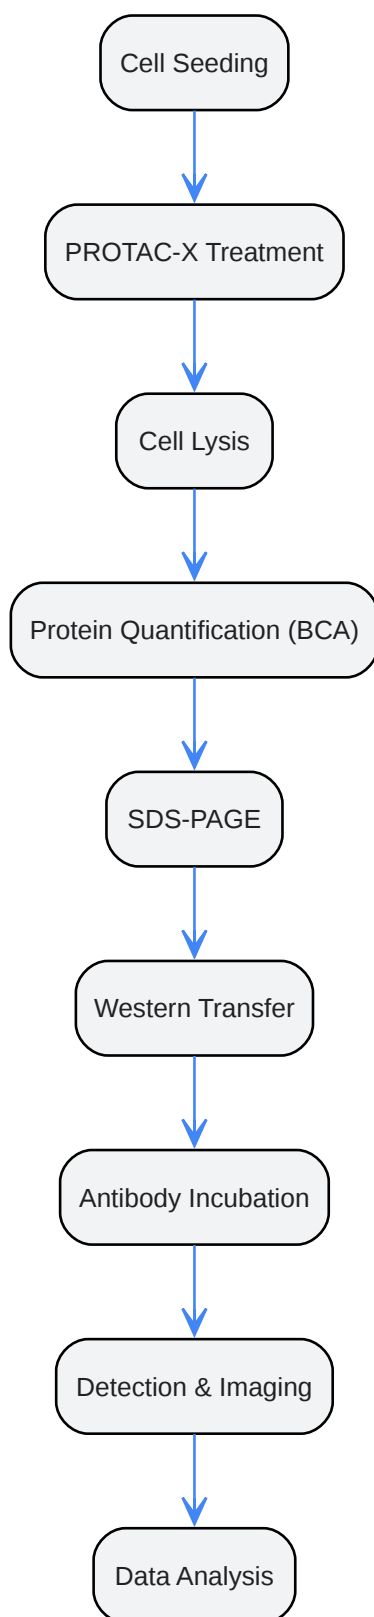 Cell Seeding
PROTAC-X Treatment
Cell Lysis
Protein Quantification (BCA)
SDS-PAGE
Western Transfer
Antibody Incubation
Detection & Imaging
Data Analysis